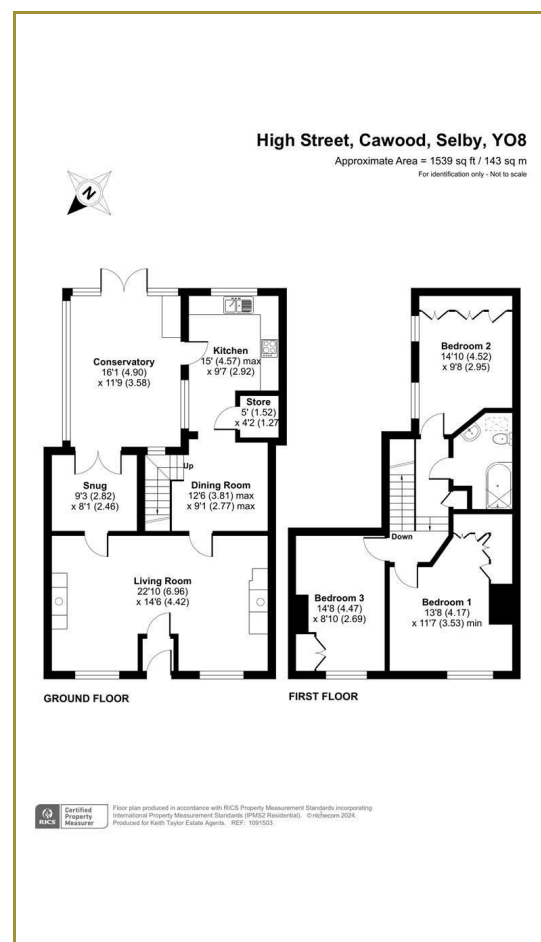 High Street, Cawood, Selby, YO8
Approximate Area = 1539 sq ft / 143 sq m
For identification only - Not to scale
N
Conservatory
16'1 (4.90)
x 11'9 (3.58)
Kitchen
15' (4.57) max
x 9'7 (2.92)
Store
5' (1.52)
x 4'2 (1.27
Up
Snug
9'3 (2.82)
x 8'1 (2.46)
Dining Room
12'6 (3.81) max
x 9'1 (2.77) max
Living Room
22'10 (6.96)
x 14'6 (4.42)
GROUND FLOOR
Bedroom 2
14'10 (4.52)
x 9'8 (2.95)
Down
Bedroom 3
14'8 (4.47)
x 8'10 (2.69)
Bedroom 1
13'8 (4.17)
x 11'7 (3.53) min
FIRST FLOOR
RICS
Certified
Property
Measurer
Floor plan produced in accordance with RICS Property Measurement Standards incorporating
International Property Measurement Standards (IPMS2 Residential). © nichecom 2024.
Produced for Keith Taylor Estate Agents. REF: 1091503